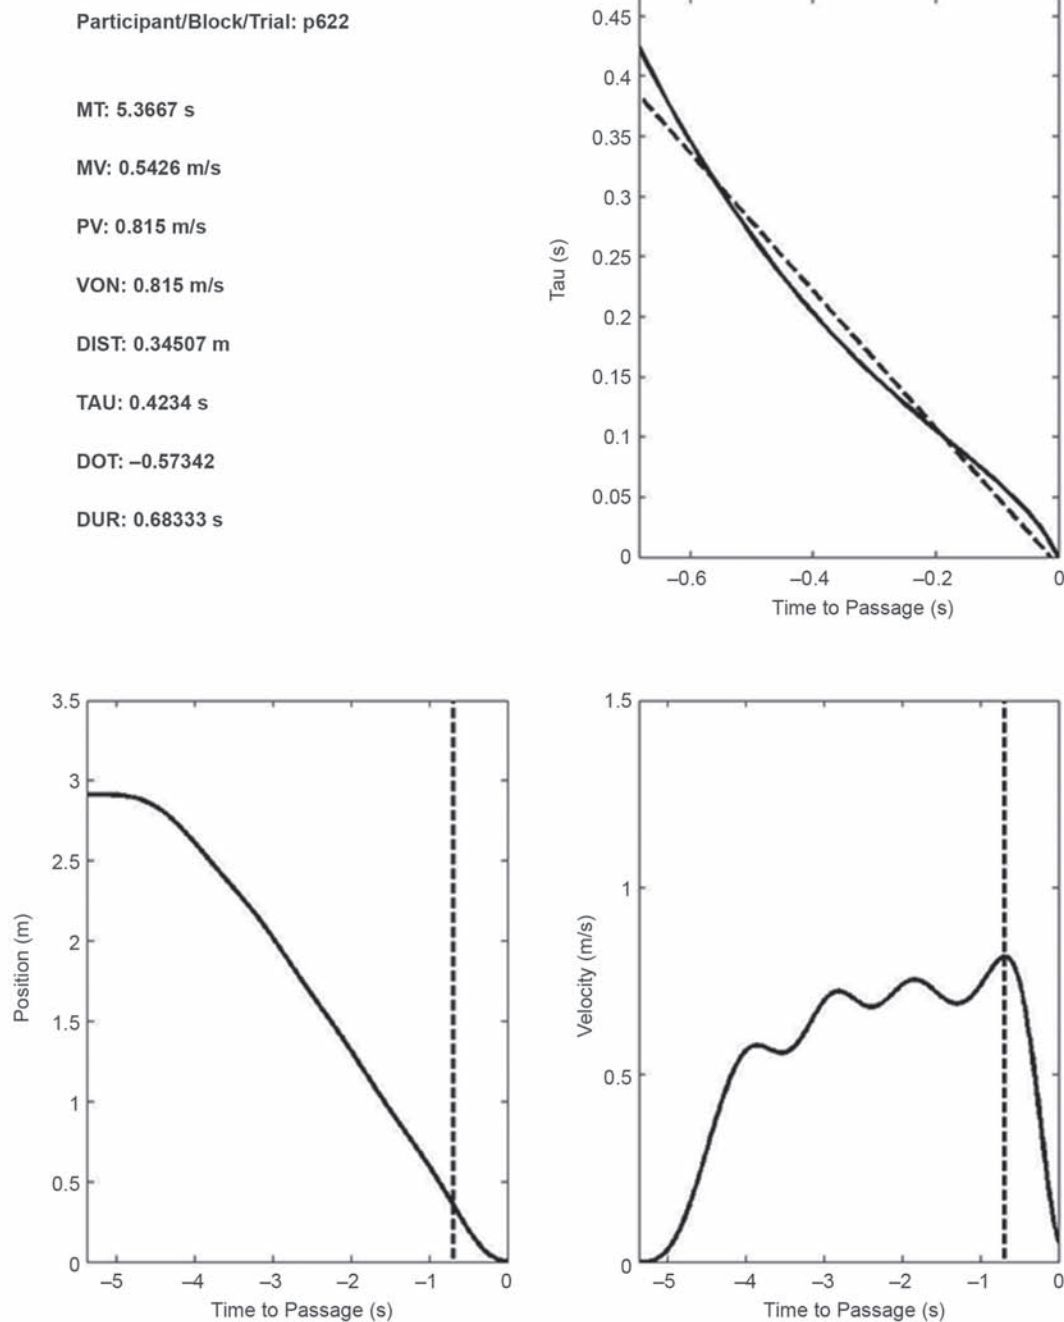 Participant/Block/Trial: p622
MT: 5.3667 s
MV: 0.5426 m/s
PV: 0.815 m/s
VON: 0.815 m/s
DIST: 0.34507 m
TAU: 0.4234 s
DOT: –0.57342
DUR: 0.68333 s
0.45
0.4
0.35
0.3
0.25
0.2
0.15
0.1
0.05
0
Tau (s)
–0.6 –0.4 –0.2 0
Time to Passage (s)
3.5
3
2.5
2
1.5
1
0.5
0
Position (m)
–5 –4 –3 –2 –1 0
Time to Passage (s)
1.5
1
0.5
0
Velocity (m/s)
–5 –4 –3 –2 –1 0
Time to Passage (s)